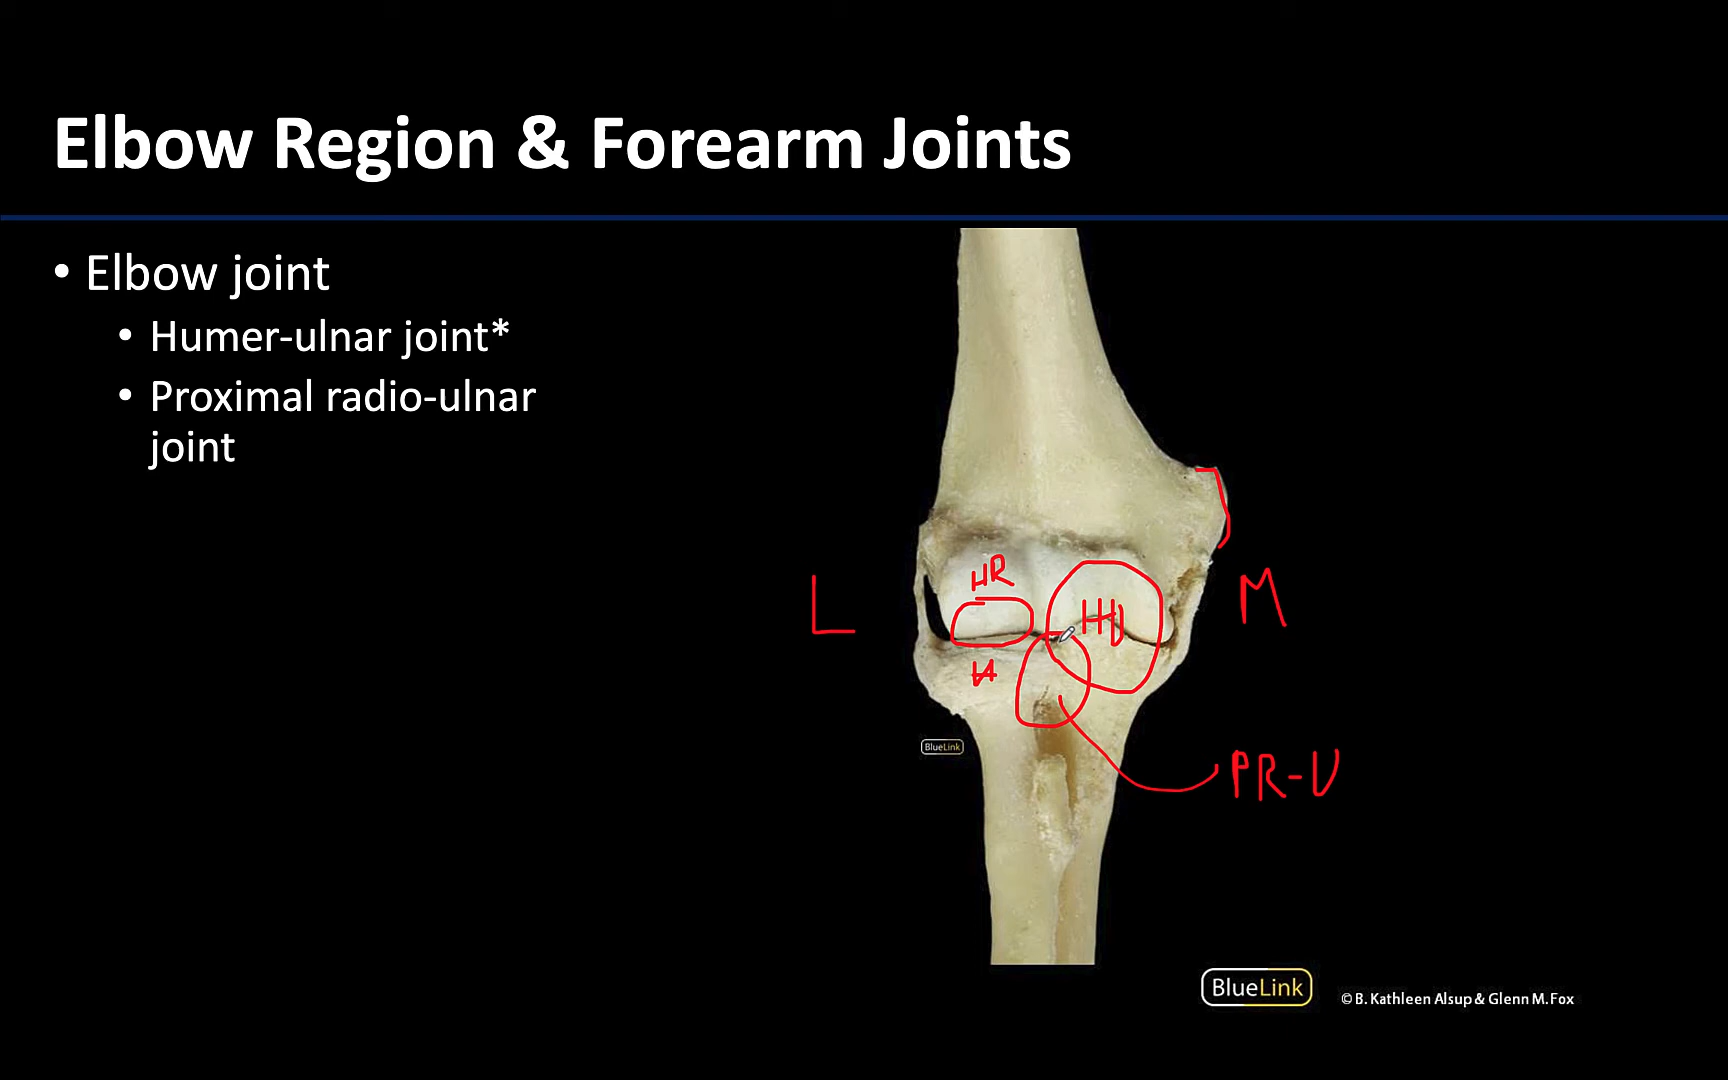 Elbow Region & Forearm Joints
• Elbow joint
• Humer-ulnar joint*
• Proximal radio-ulnar
joint
HR
L
M
PR-U
BlueLink
BlueLink
© B. Kathleen Alsup & Glenn M. Fox